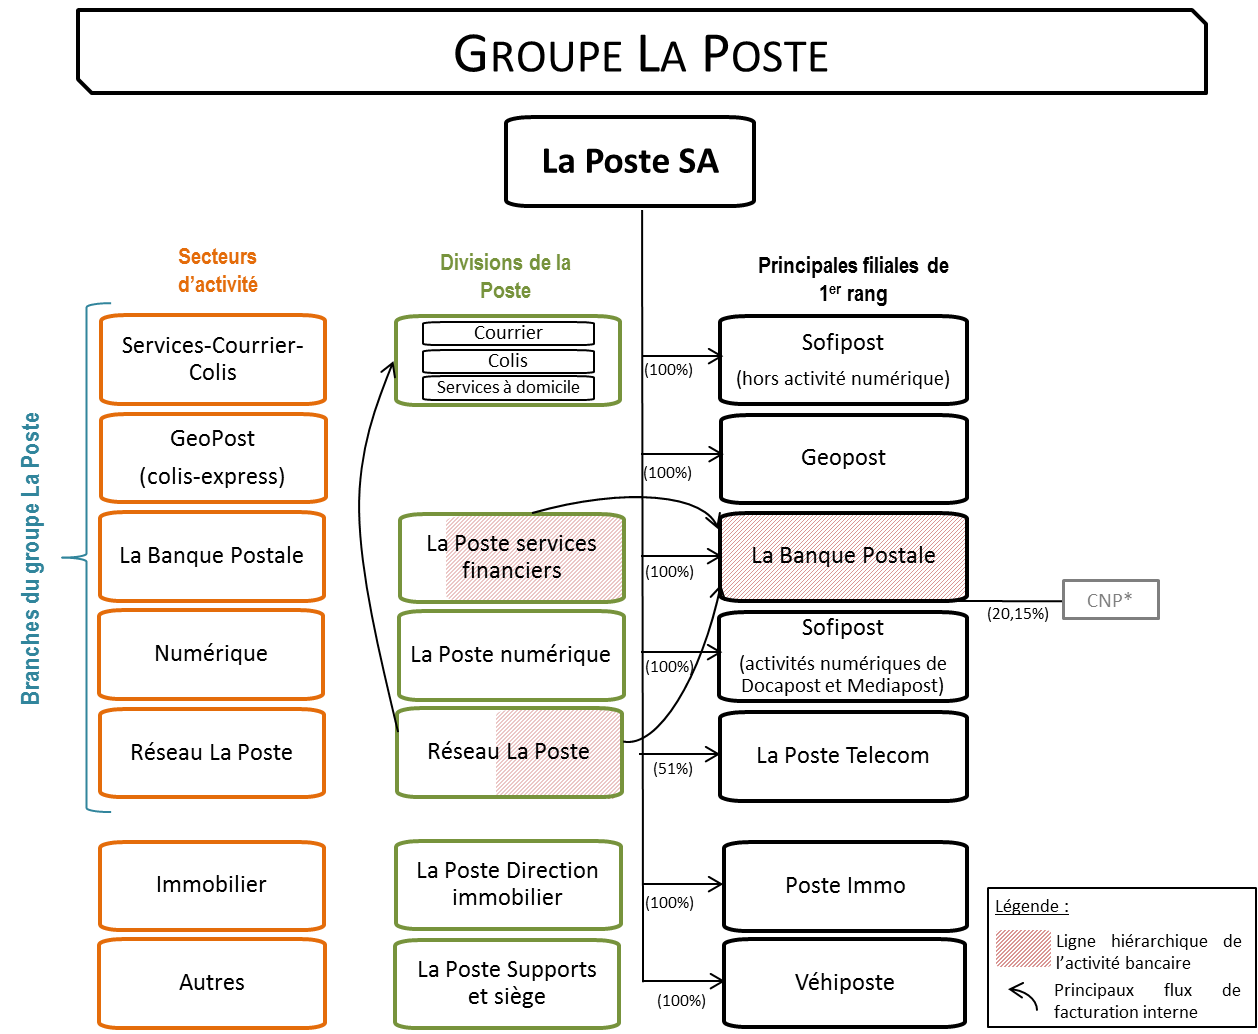 GROUPE LA POSTE
La Poste SA
Secteurs
d’activité
Divisions de la
Poste
Principales filiales de
1er rang
Branches du groupe La Poste
Services-Courrier-
Colis
Courrier
Colis
Services à domicile
(100%)
Sofipost
(hors activité numérique)
GeoPost
(colis-express)
(100%)
Geopost
La Banque Postale
La Poste services
financiers
(100%)
La Banque Postale
(20,15%)
CNP*
Numérique
La Poste numérique
(100%)
Sofipost
(activités numériques de
Docapost et Mediapost)
Réseau La Poste
Réseau La Poste
(51%)
La Poste Telecom
Immobilier
La Poste Direction
immobilier
(100%)
Poste Immo
Autres
La Poste Supports
et siège
(100%)
Véhiposte
Légende :
Ligne hiérarchique de
l’activité bancaire
Principaux flux de
facturation interne